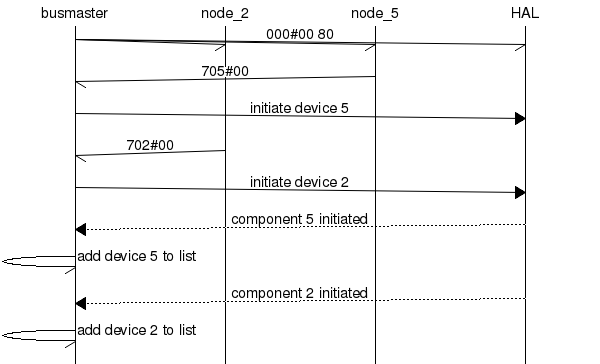 busmaster node_2 node_5 HAL
000#00 80
705#00
initiate device 5
702#00
initiate device 2
component 5 initiated
add device 5 to list
component 2 initiated
add device 2 to list